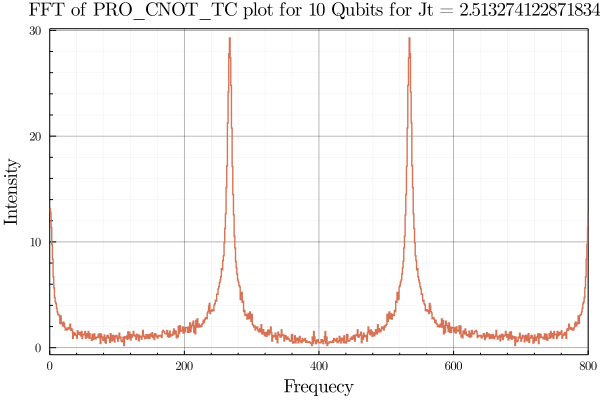 FFT of PRO_CNOT_TC plot for 10 Qubits for Jt = 2.513274122871834
30
20
10
0
Intensity
0 200 400 600 800
Frequecy